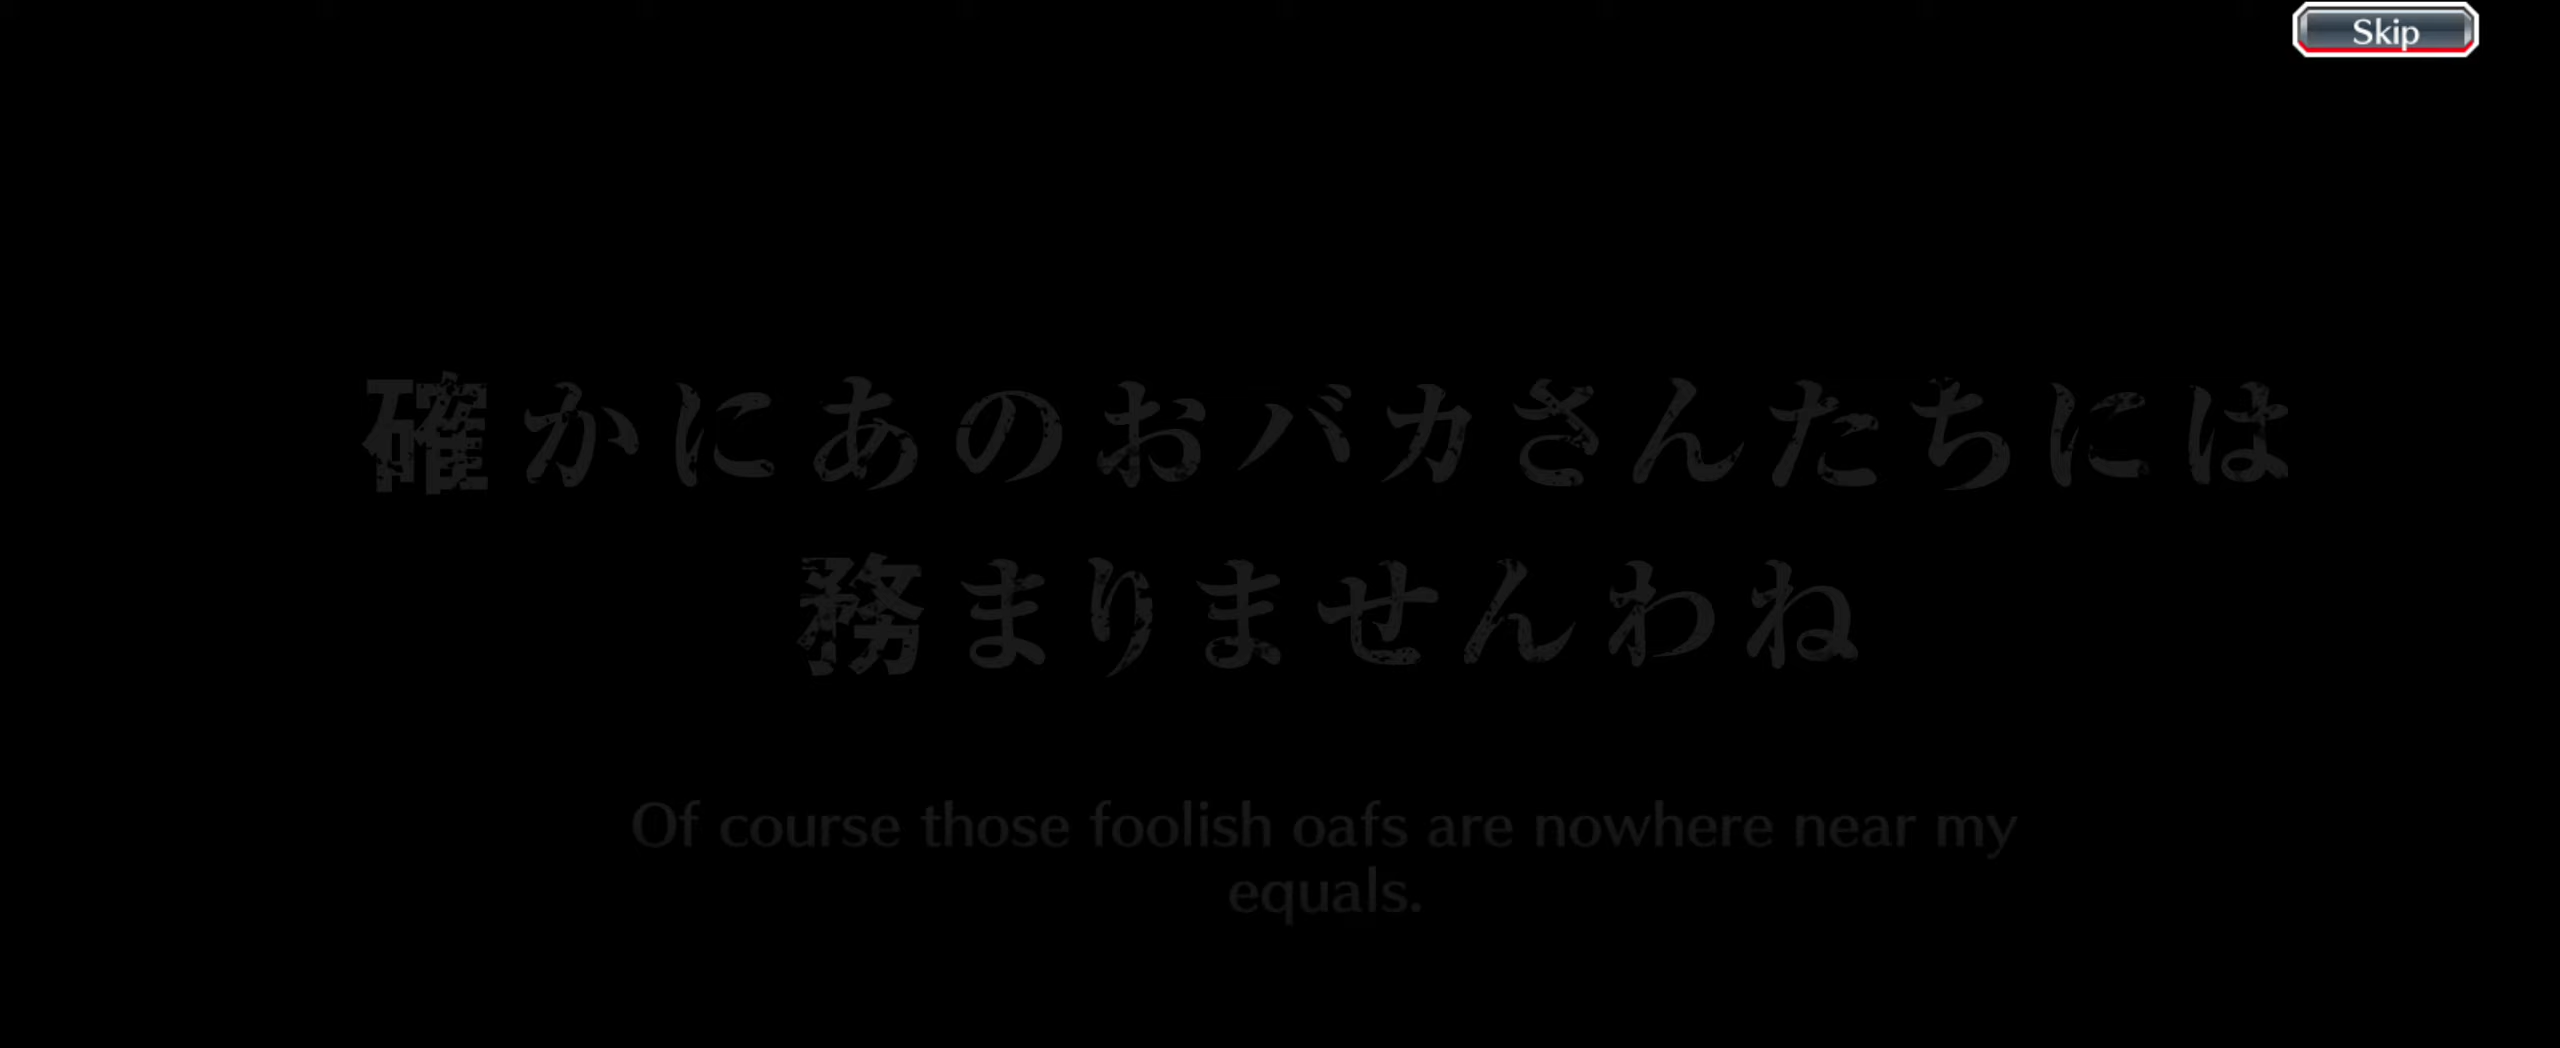 Skip
確かにあのおバカさんたちには
務まりませんわね
Of course those foolish oafs are nowhere near my
equals.